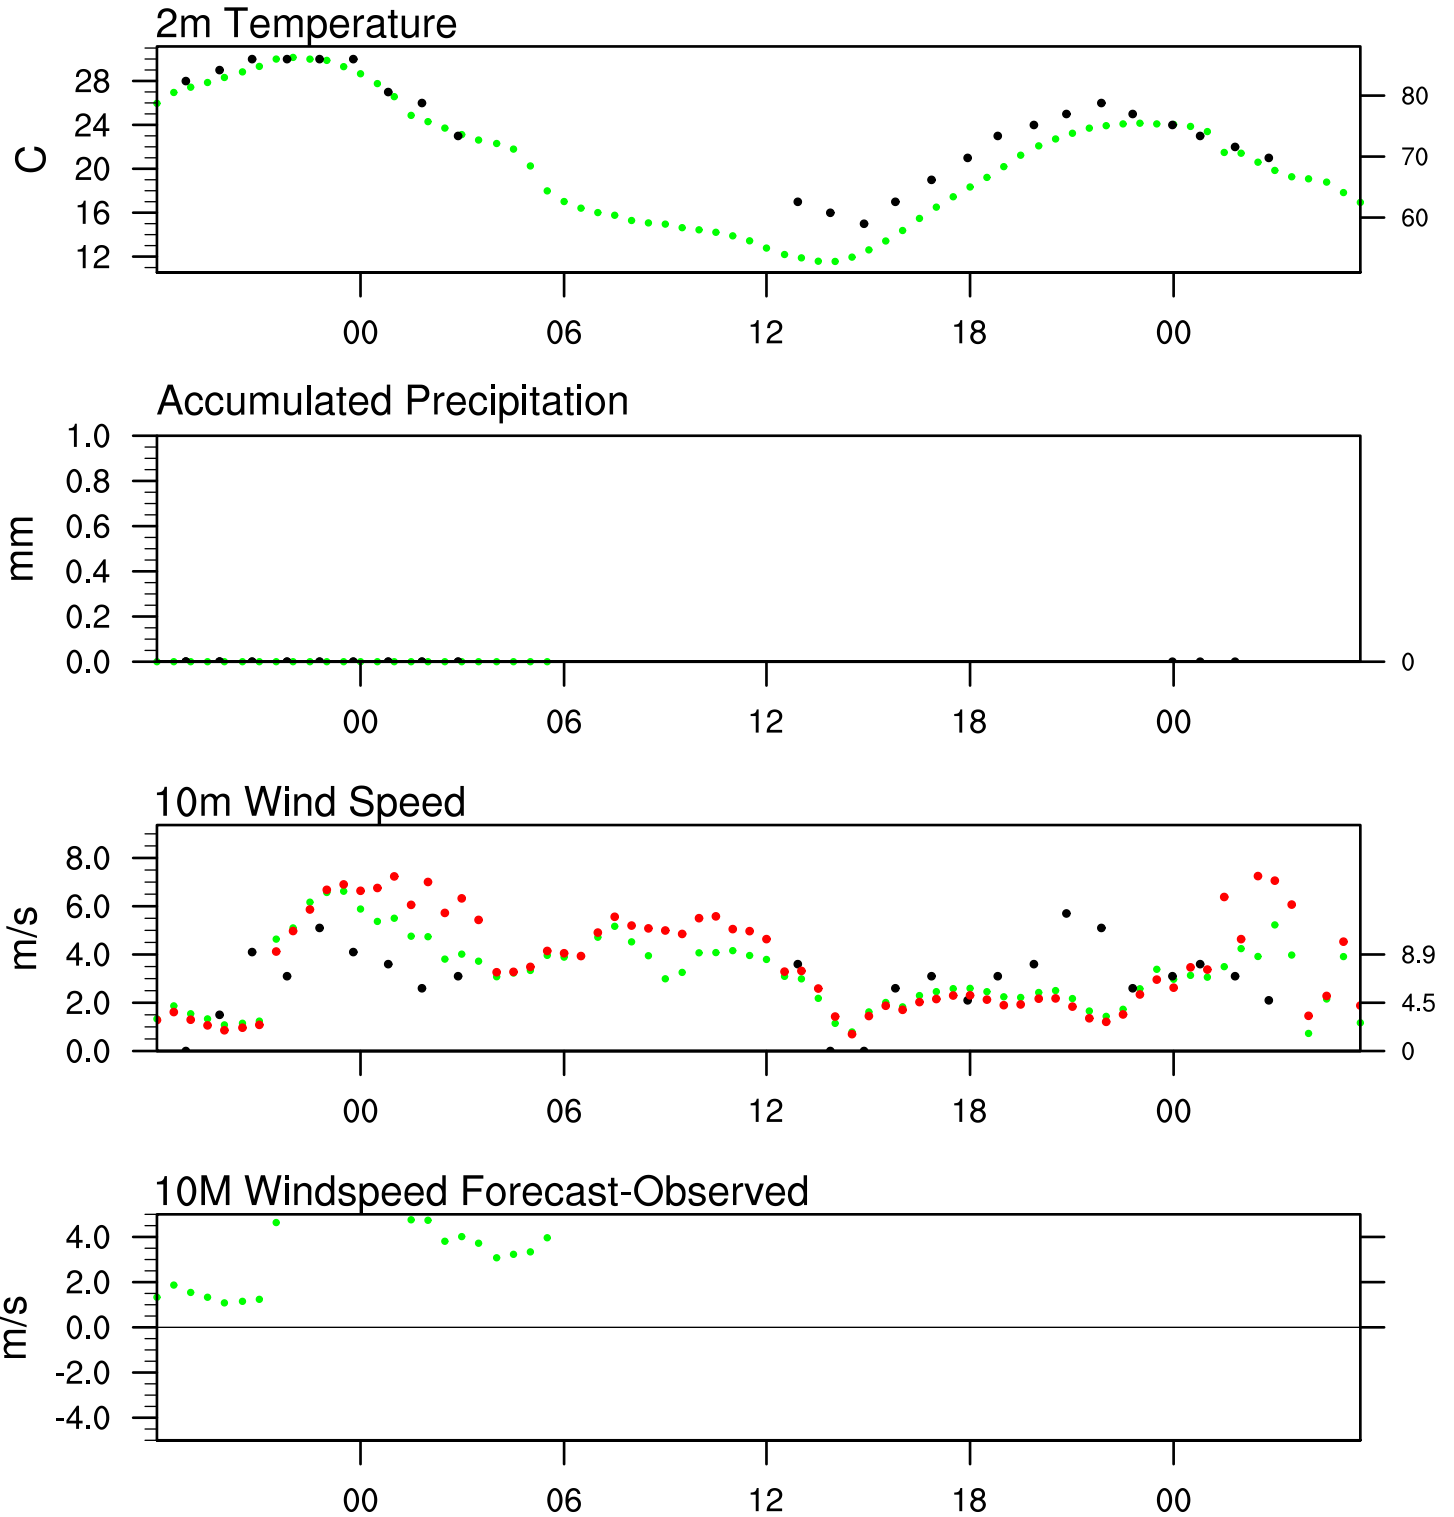 2m Temperature
28
24
20
16
12
C
80
70
60
00 06 12 18 00
Accumulated Precipitation
1.0
0.8
0.6
0.4
0.2
0.0
mm
0
00 06 12 18 00
10m Wind Speed
8.0
6.0
4.0
2.0
0.0
m/s
8.9
4.5
0
00 06 12 18 00
10M Windspeed Forecast-Observed
4.0
2.0
0.0
-2.0
-4.0
m/s
00 06 12 18 00